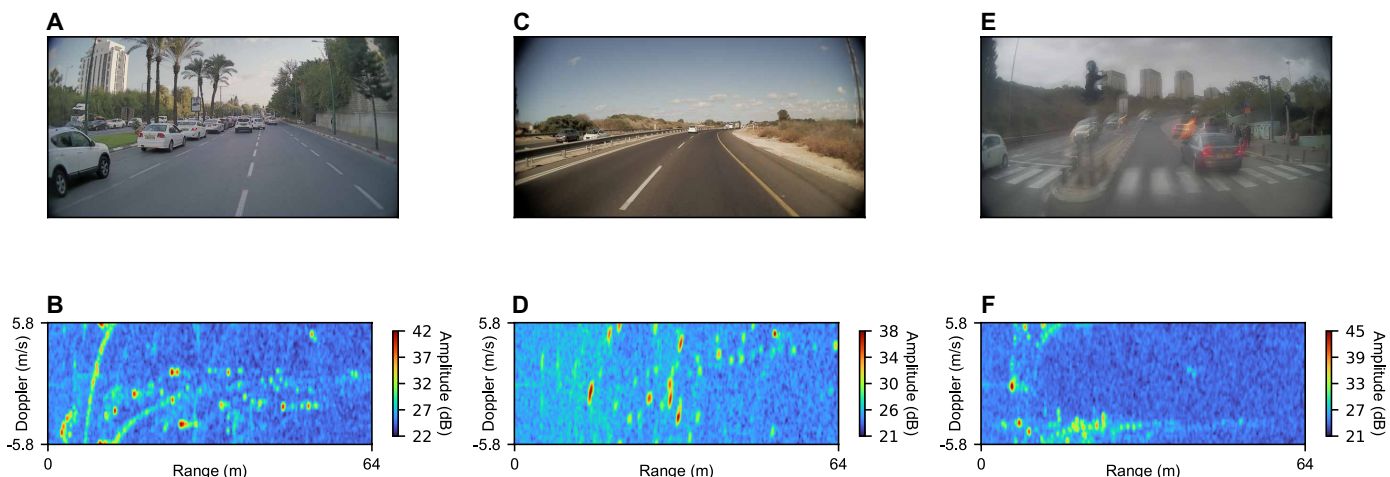 A
C
E
B
D
F
5.8
Doppler (m/s)
-5.8
0
Range (m)
64
42
37
32
27
22
Amplitude (dB)
5.8
Doppler (m/s)
-5.8
0
Range (m)
64
38
34
30
26
21
Amplitude (dB)
5.8
Doppler (m/s)
-5.8
0
Range (m)
64
45
39
33
27
21
Amplitude (dB)